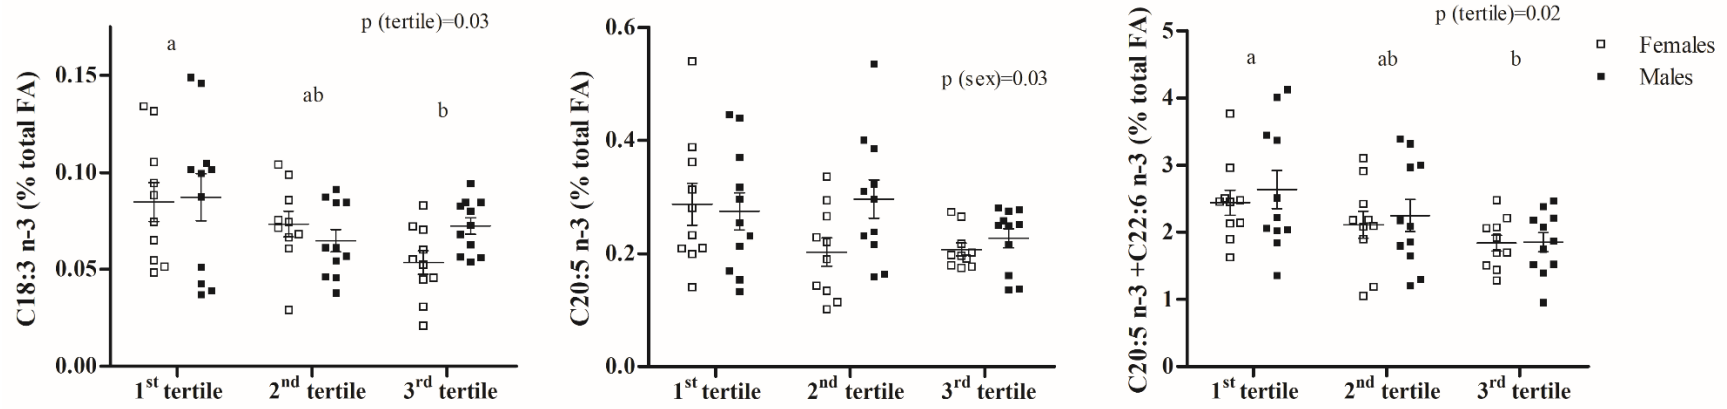 C18:3 n-3 (% total FA)
p (tertile)=0.03
a
ab
b
0.15
0.10
0.05
0.00
1st tertile
2nd tertile
3rd tertile
C20:5 n-3 (% total FA)
p (sex)=0.03
0.6
0.4
0.2
0.0
1st tertile
2nd tertile
3rd tertile
C20:5 n-3 +C22:6 n-3 (% total FA)
p (tertile)=0.02
a
ab
b
5
4
3
2
1
0
1st tertile
2nd tertile
3rd tertile
Females
Males